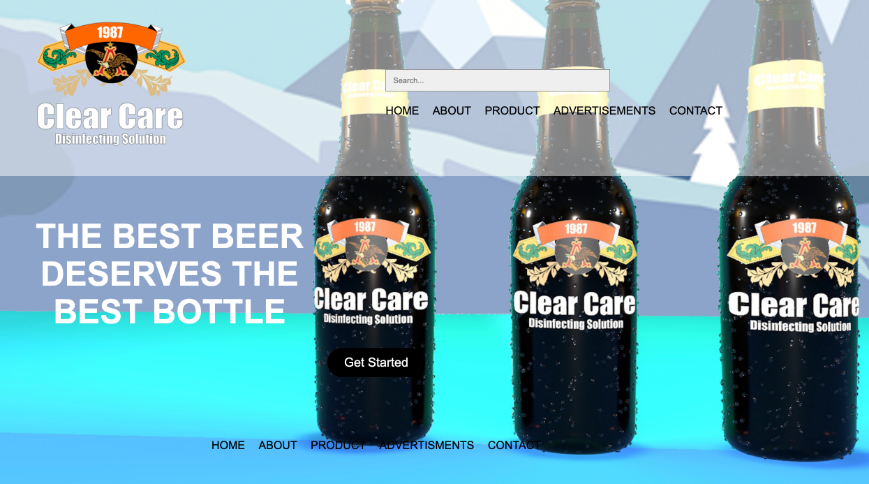 1987
Clear Care
Disinfecting Solution
Search...
HOME ABOUT PRODUCT ADVERTISEMENTS CONTACT
THE BEST BEER
DESERVES THE
BEST BOTTLE
1987
Clear Care
Disinfecting Solution
1987
Clear Care
Disinfecting Solution
1987
Clear Care
Disinfecting Solution
Get Started
HOME ABOUT PRODUCT ADVERTISMENTS CONTACT